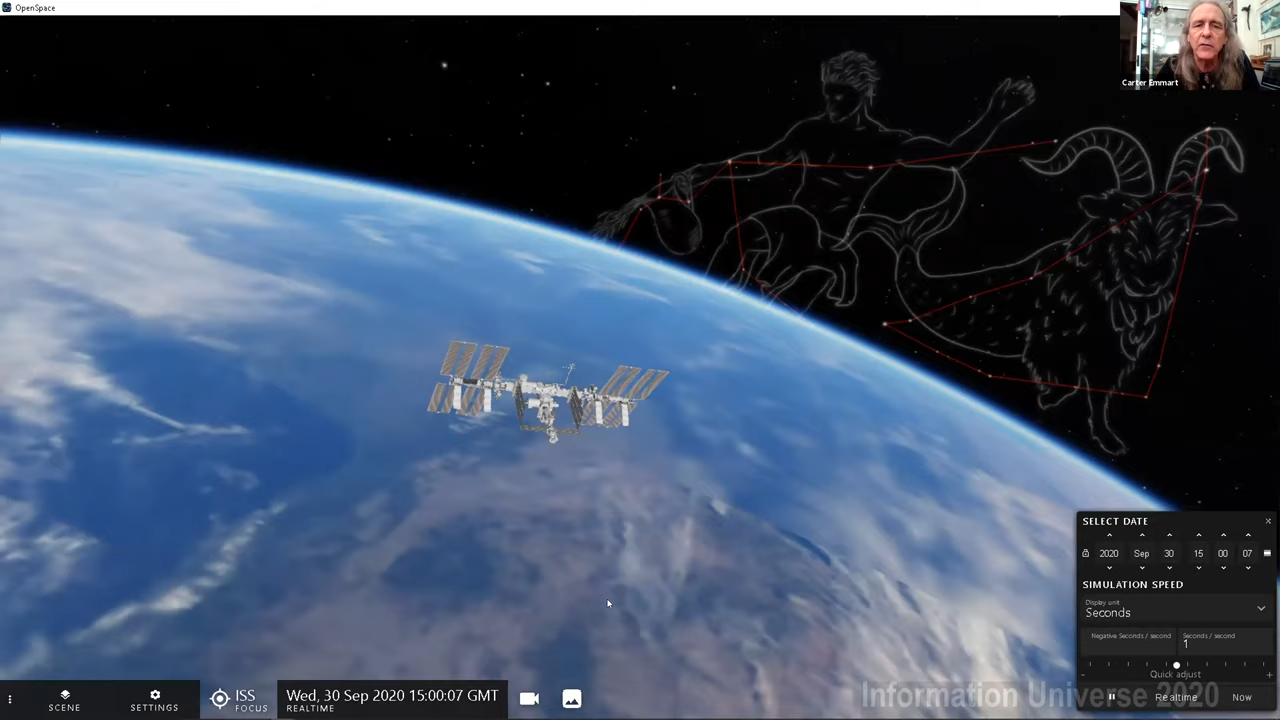 OpenSpace
Carter Emmart
SELECT DATE
2020 Sep 30 15 00 07
SIMULATION SPEED
Display unit
Seconds
Negative Seconds / second
Seconds / second
1
- Quick adjust +
Realtime Now
SCENE
SETTINGS
ISS
FOCUS
Wed, 30 Sep 2020 15:00:07 GMT
REALTIME
Information Universe 2020